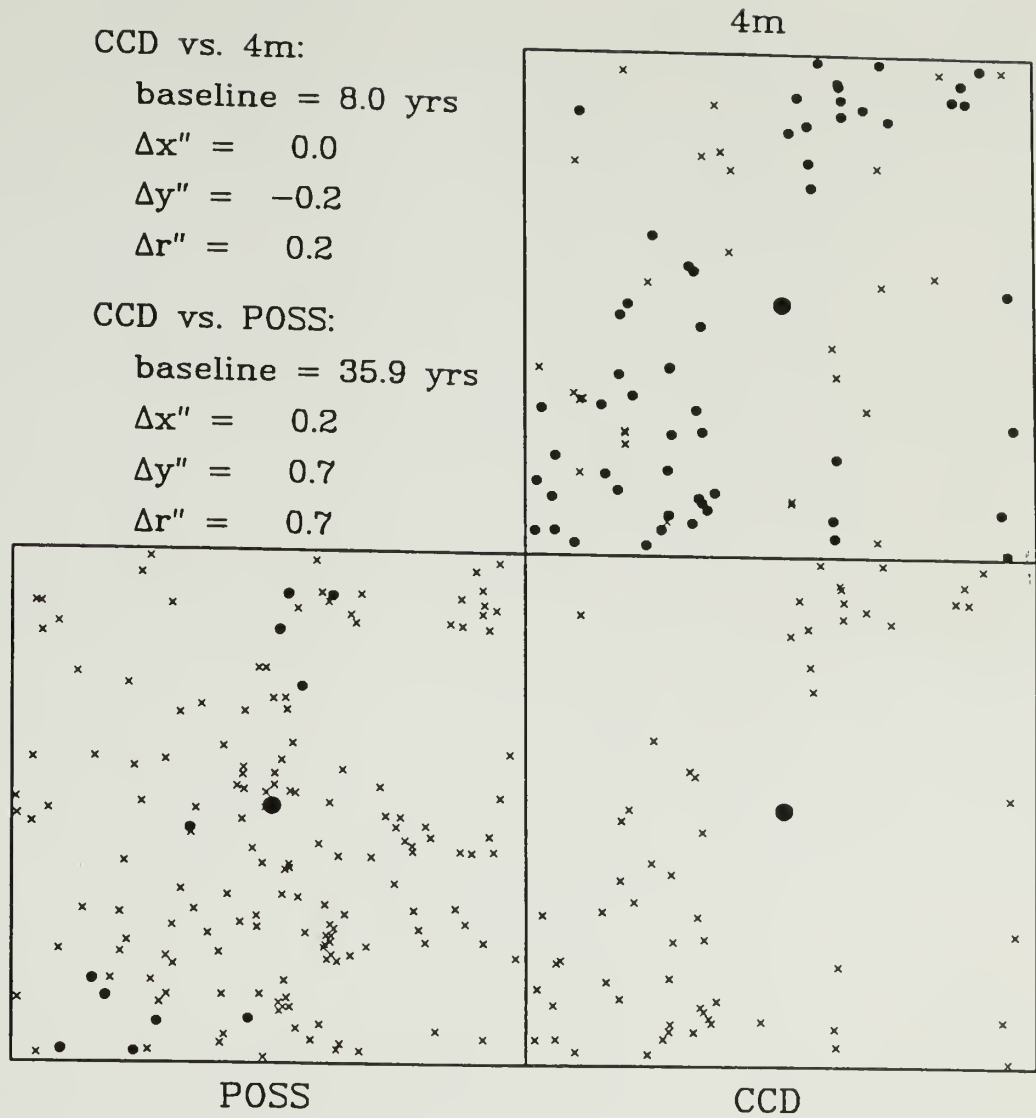 4m
CCD vs. 4m:
baseline = 8.0 yrs
Δx" = 0.0
Δy" = −0.2
Δr" = 0.2
CCD vs. POSS:
baseline = 35.9 yrs
Δx" = 0.2
Δy" = 0.7
Δr" = 0.7
POSS
CCD